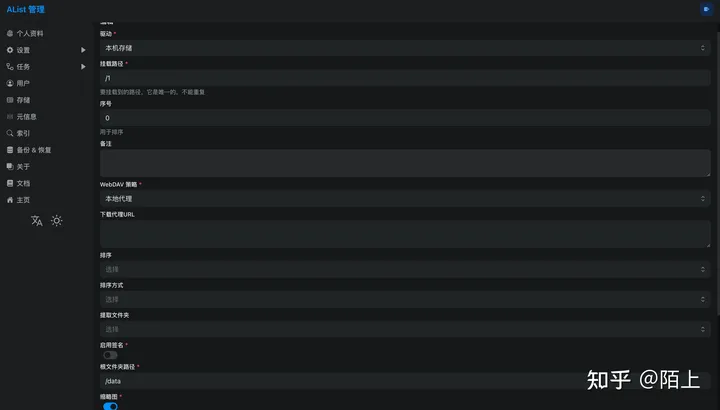 AList 管理
个人资料
设置
任务
用户
存储
元信息
索引
备份 & 恢复
关于
文档
主页
驱动 *
本机存储
挂载路径 *
/1
要挂载到的路径，它是唯一的，不能重复
序号
0
用于排序
备注
WebDAV 策略 *
本地代理
下载代理URL
排序
选择
排序方式
选择
提取文件夹
选择
启用签名 *
根文件夹路径 *
/data
缩略图 *
知乎 @陌上